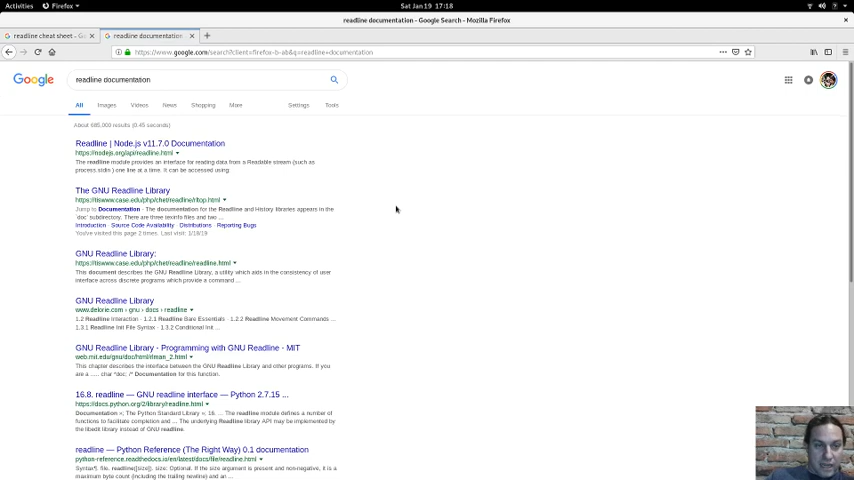 Activities Firefox Sat Jan 19 17:18
readline documentation - Google Search - Mozilla Firefox
readline cheat sheet - G readline documentation
https://www.google.com/search?client=firefox-b-ab&q=readline+documentation
Google readline documentation
All Images Videos News Shopping More Settings Tools
About 685,000 results (0.45 seconds)
Readline | Node.js v11.7.0 Documentation
https://nodejs.org/api/readline.html
The readline module provides an interface for reading data from a Readable stream (such as
process.stdin ) one line at a time. It can be accessed using:
The GNU Readline Library
https://tiswww.case.edu/php/chet/readline/rltop.html
Jump to Documentation - The documentation for the Readline and History libraries appears in the
'doc' subdirectory. There are three texinfo files and two ...
Introduction · Source Code Availability · Distributions · Reporting Bugs
You've visited this page 2 times. Last visit: 1/18/19
GNU Readline Library:
https://tiswww.case.edu/php/chet/readline/readline.html
This document describes the GNU Readline Library, a utility which aids in the consistency of user
interface across discrete programs which provide a command ...
GNU Readline Library
www.delorie.com › gnu › docs › readline
1.2 Readline Interaction · 1.2.1 Readline Bare Essentials · 1.2.2 Readline Movement Commands ...
1.3.1 Readline Init File Syntax · 1.3.2 Conditional Init ...
GNU Readline Library - Programming with GNU Readline - MIT
web.mit.edu/gnu/doc/html/rlman_2.html
This chapter describes the interface between the GNU Readline Library and other programs. If you
are a ..... char *doc; /* Documentation for this function.
16.8. readline — GNU readline interface — Python 2.7.15 ...
https://docs.python.org/2/library/readline.html
Documentation »; The Python Standard Library »; 16. ... The readline module defines a number of
functions to facilitate completion and ... The underlying Readline library API may be implemented by
the libedit library instead of GNU readline.
readline — Python Reference (The Right Way) 0.1 documentation
python-reference.readthedocs.io/en/latest/docs/file/readline.html
Syntax¶. file. readline([size]). size: Optional. If the size argument is present and non-negative, it is a
maximum byte count (including the trailing newline) and an ...